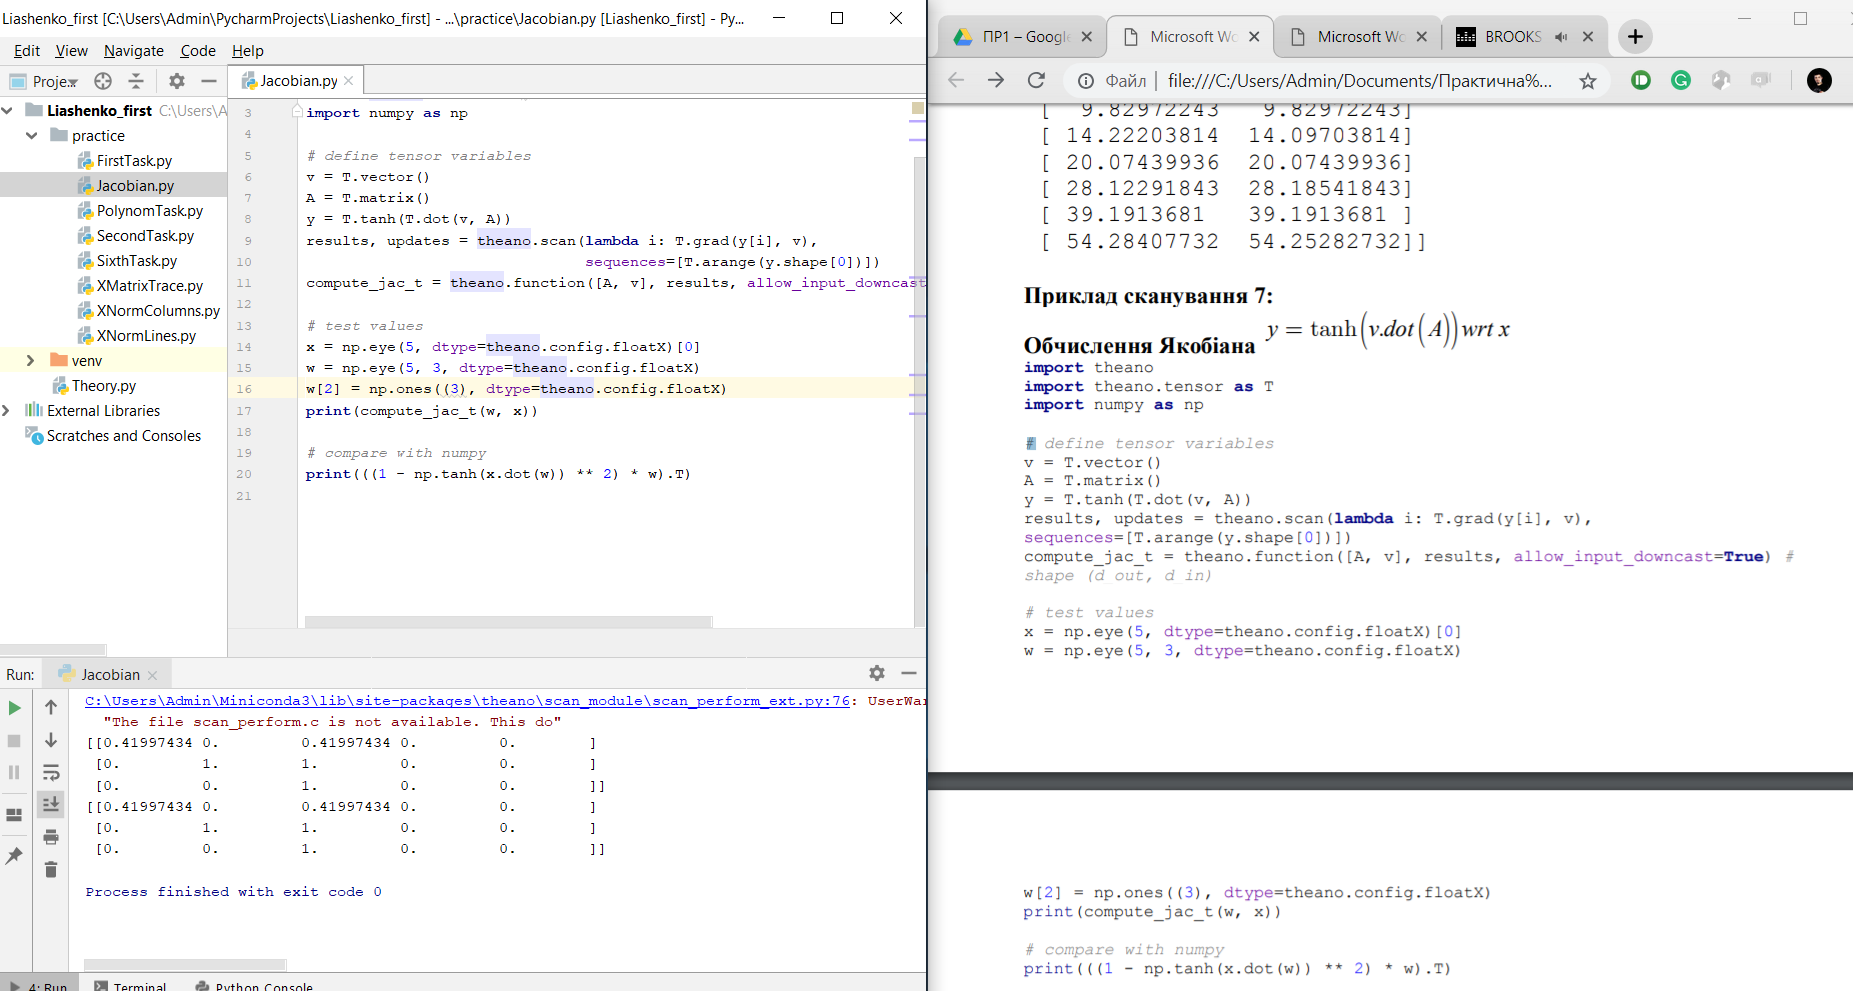 Liashenko_first [C:\Users\Admin\PycharmProjects\Liashenko_first] - ...\practice\Jacobian.py [Liashenko_first] - Py...
Edit View Navigate Code Help
Proje
Jacobian.py
Liashenko_first C:\Users\A
practice
FirstTask.py
Jacobian.py
PolynomTask.py
SecondTask.py
SixthTask.py
XMatrixTrace.py
XNormColumns.py
XNormLines.py
venv
Theory.py
External Libraries
Scratches and Consoles
3 import numpy as np
4
5 # define tensor variables
6 v = T.vector()
7 A = T.matrix()
8 y = T.tanh(T.dot(v, A))
9 results, updates = theano.scan(lambda i: T.grad(y[i], v),
10 sequences=[T.arange(y.shape[0])])
11 compute_jac_t = theano.function([A, v], results, allow_input_downcast
12
13 # test values
14 x = np.eye(5, dtype=theano.config.floatX)[0]
15 w = np.eye(5, 3, dtype=theano.config.floatX)
16 w[2] = np.ones((3), dtype=theano.config.floatX)
17 print(compute_jac_t(w, x))
18
19 # compare with numpy
20 print(((1 - np.tanh(x.dot(w)) ** 2) * w).T)
21
Run: Jacobian
C:\Users\Admin\Miniconda3\lib\site-packages\theano\scan_module\scan_perform_ext.py:76: UserWar
"The file scan_perform.c is not available. This do"
[[0.41997434 0. 0.41997434 0. 0. ]
[0. 1. 1. 0. 0. ]
[0. 0. 1. 0. 0. ]]
[[0.41997434 0. 0.41997434 0. 0. ]
[0. 1. 1. 0. 0. ]
[0. 0. 1. 0. 0. ]]
Process finished with exit code 0
4: Run Terminal Python Console
ПР1 – Googl Microsoft Wo Microsoft Wo BROOKS
Файл | file:///C:/Users/Admin/Documents/Практична%...
[ 9.82972243 9.82972243]
[ 14.22203814 14.09703814]
[ 20.07439936 20.07439936]
[ 28.12291843 28.18541843]
[ 39.1913681 39.1913681 ]
[ 54.28407732 54.25282732]]
Приклад сканування 7:
Обчислення Якобіана y = tanh(v.dot(A)) wrt x
import theano
import theano.tensor as T
import numpy as np
# define tensor variables
v = T.vector()
A = T.matrix()
y = T.tanh(T.dot(v, A))
results, updates = theano.scan(lambda i: T.grad(y[i], v),
sequences=[T.arange(y.shape[0])])
compute_jac_t = theano.function([A, v], results, allow_input_downcast=True) #
shape (d_out, d_in)
# test values
x = np.eye(5, dtype=theano.config.floatX)[0]
w = np.eye(5, 3, dtype=theano.config.floatX)
w[2] = np.ones((3), dtype=theano.config.floatX)
print(compute_jac_t(w, x))
# compare with numpy
print(((1 - np.tanh(x.dot(w)) ** 2) * w).T)